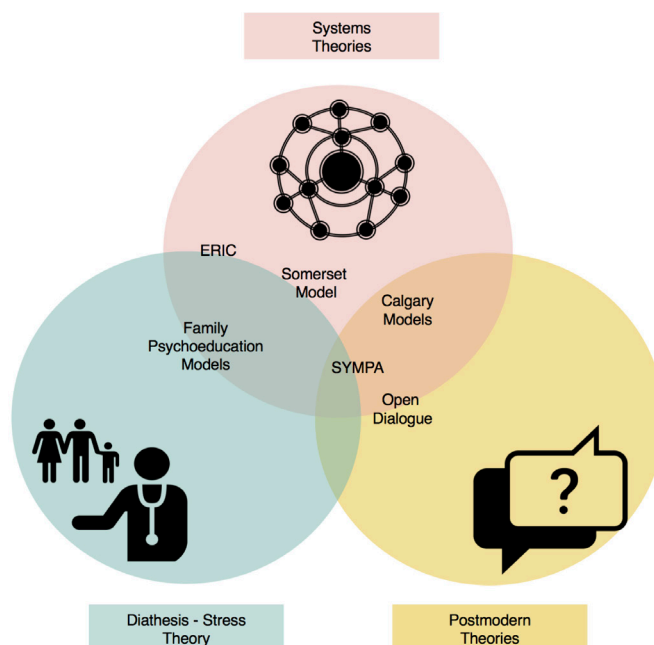 Systems
Theories
ERIC
Somerset
Model
Calgary
Models
Family
Psychoeducation
Models
SYMPA
Open
Dialogue
?
Diathesis - Stress
Theory
Postmodern
Theories